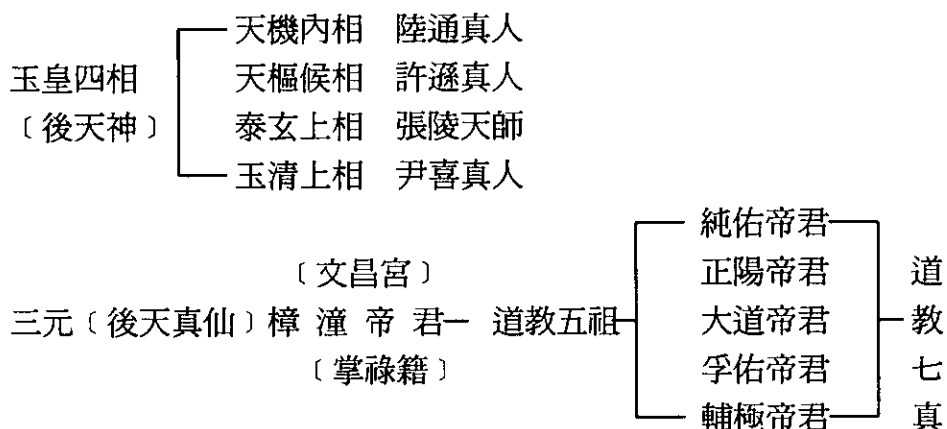 天機內相 陸通真人
玉皇四相 天樞候相 許遜真人
〔後天神〕 泰玄上相 張陵天師
玉清上相 尹喜真人
純佑帝君
〔文昌宮〕 正陽帝君 道
三元〔後天真仙〕樟潼帝君 道教五祖 大道帝君 教
〔掌祿籍〕 孚佑帝君 七
輔極帝君 真